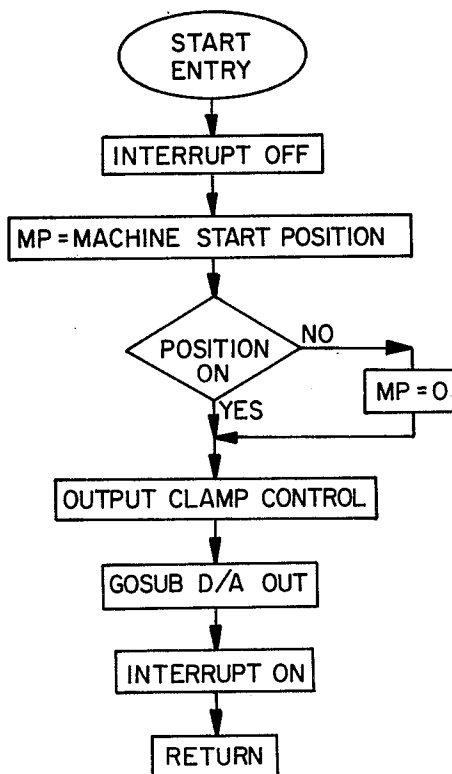 START
ENTRY
INTERRUPT OFF
MP=MACHINE START POSITION
POSITION
ON
NO
MP=0
YES
OUTPUT CLAMP CONTROL
GOSUB D/A OUT
INTERRUPT ON
RETURN